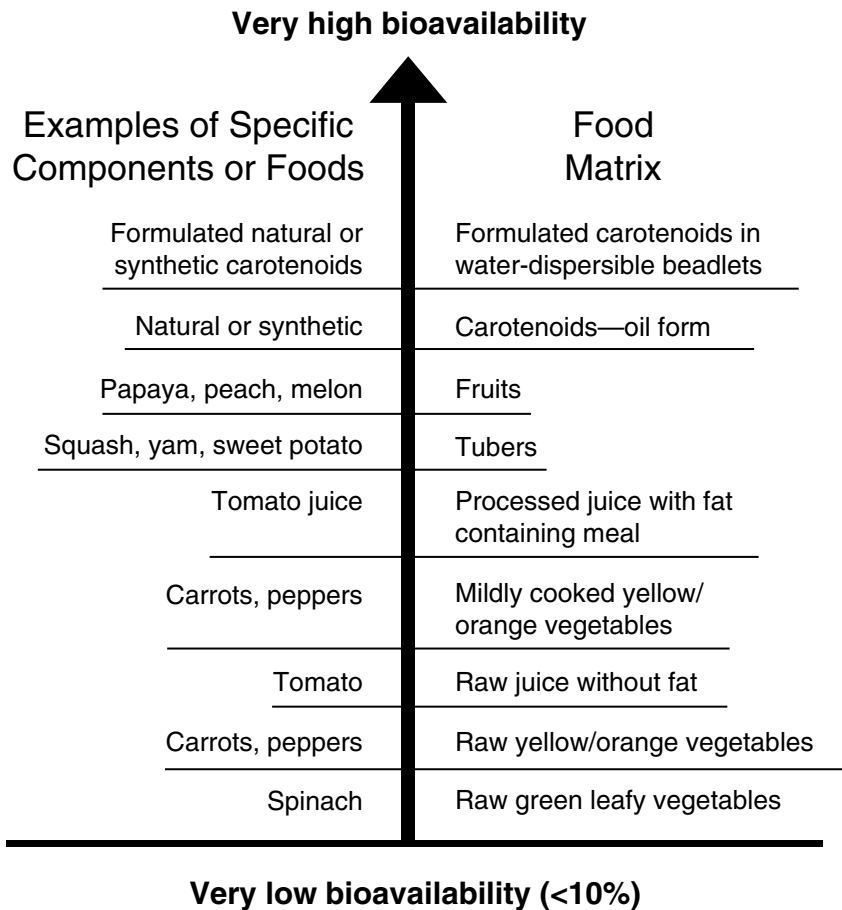 Very high bioavailability
Examples of Specific
Components or Foods
Food
Matrix
Formulated natural or
synthetic carotenoids
Formulated carotenoids in
water-dispersible beadlets
Natural or synthetic
Carotenoids—oil form
Papaya, peach, melon
Fruits
Squash, yam, sweet potato
Tubers
Tomato juice
Processed juice with fat
containing meal
Carrots, peppers
Mildly cooked yellow/
orange vegetables
Tomato
Raw juice without fat
Carrots, peppers
Raw yellow/orange vegetables
Spinach
Raw green leafy vegetables
Very low bioavailability (<10%)